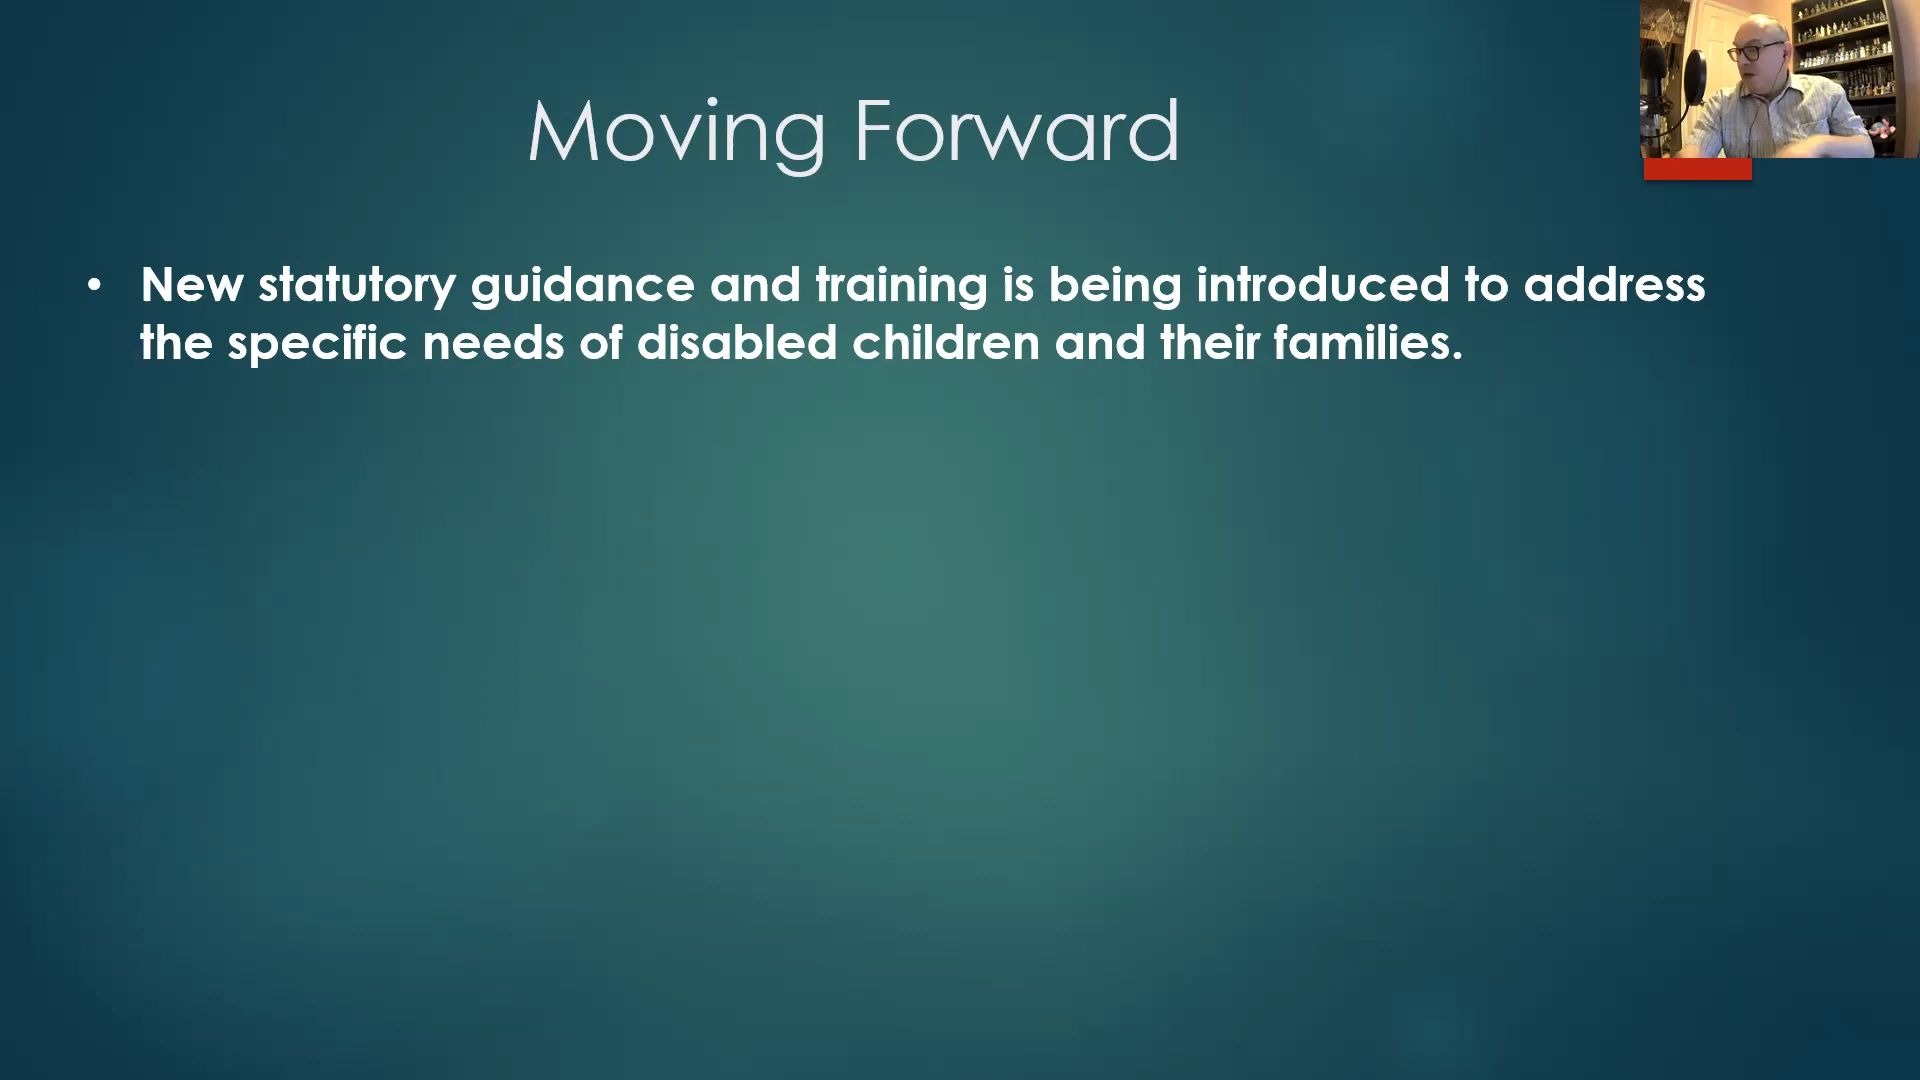 Moving Forward
• New statutory guidance and training is being introduced to address
the specific needs of disabled children and their families.